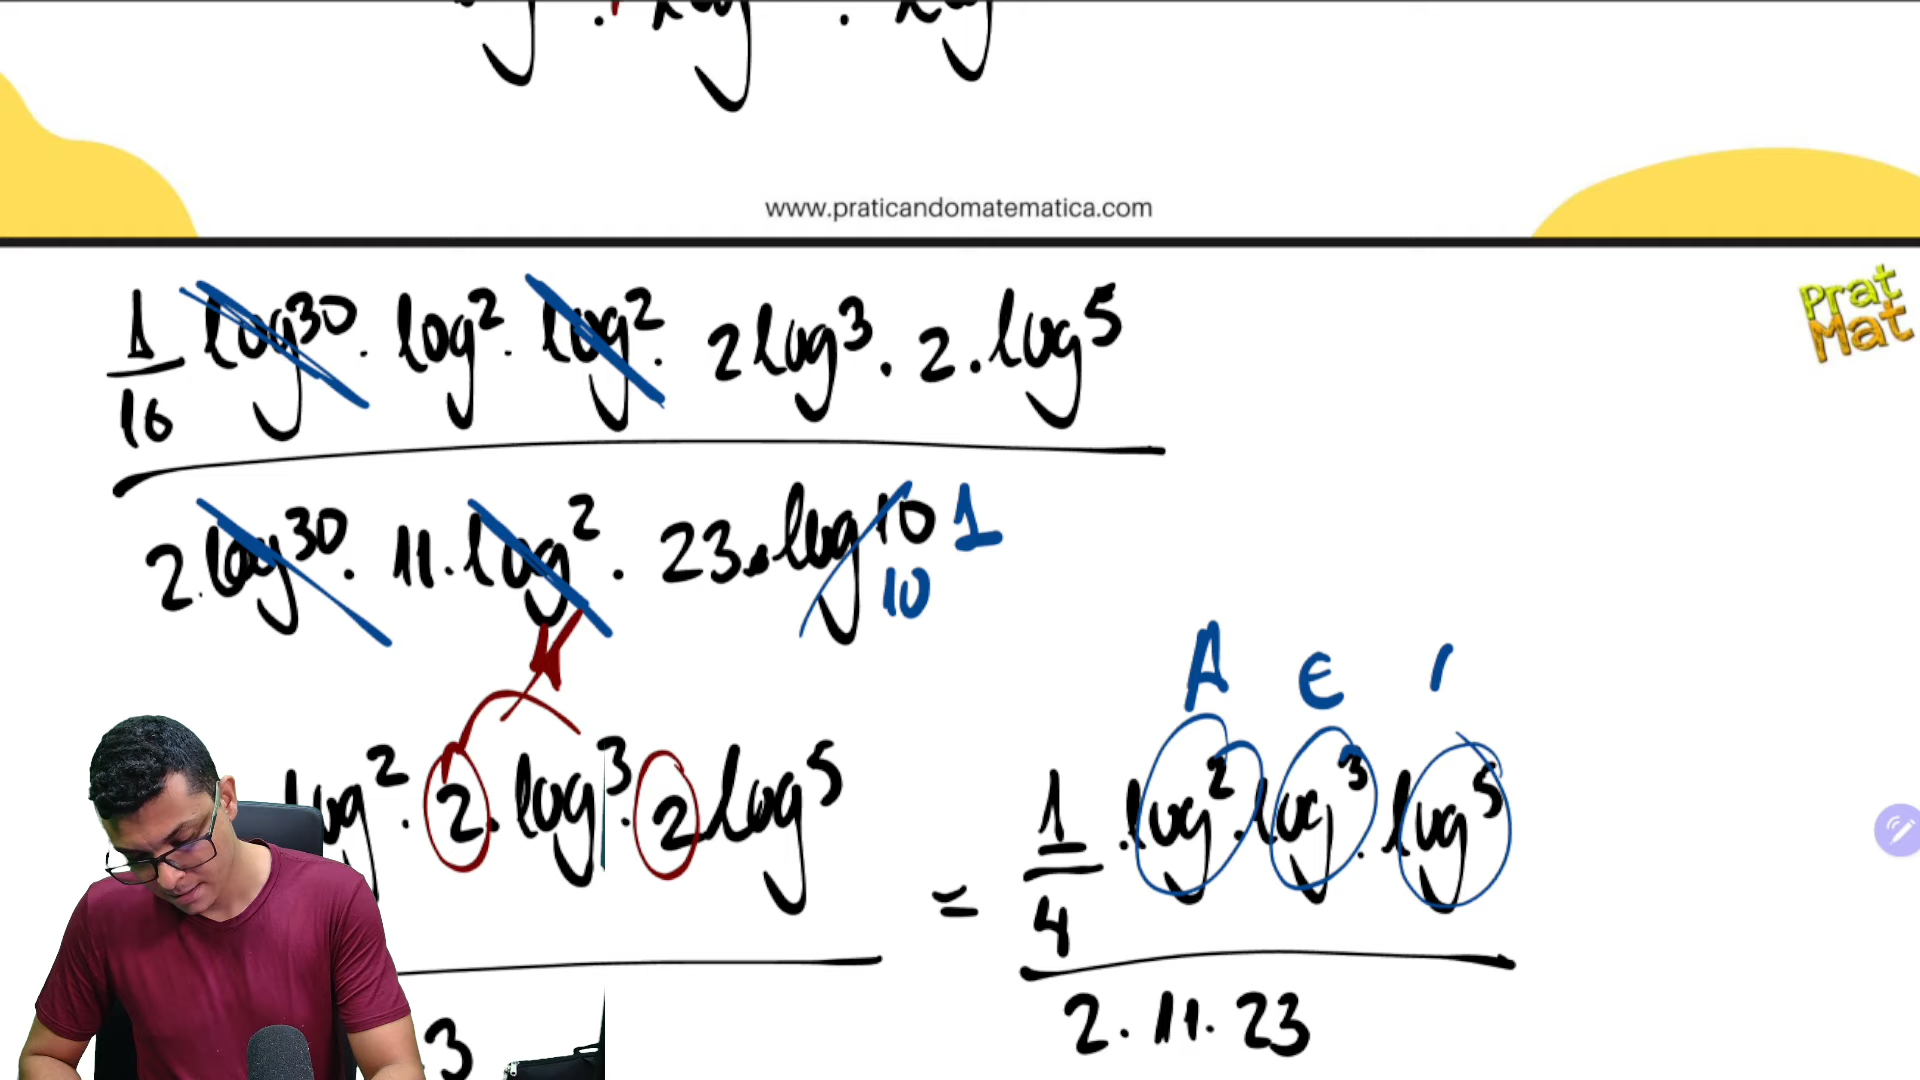 www.praticandomatematica.com
Prat
Mat
1/16 log30 . log2 . log2 . 2log3 . 2.log5
2.log30 . 11.log2 . 23.log10 1
10
A E I
log2 . 2.log3 . 2log5 = 1/4 .log2.log3.log5
3 2.11.23